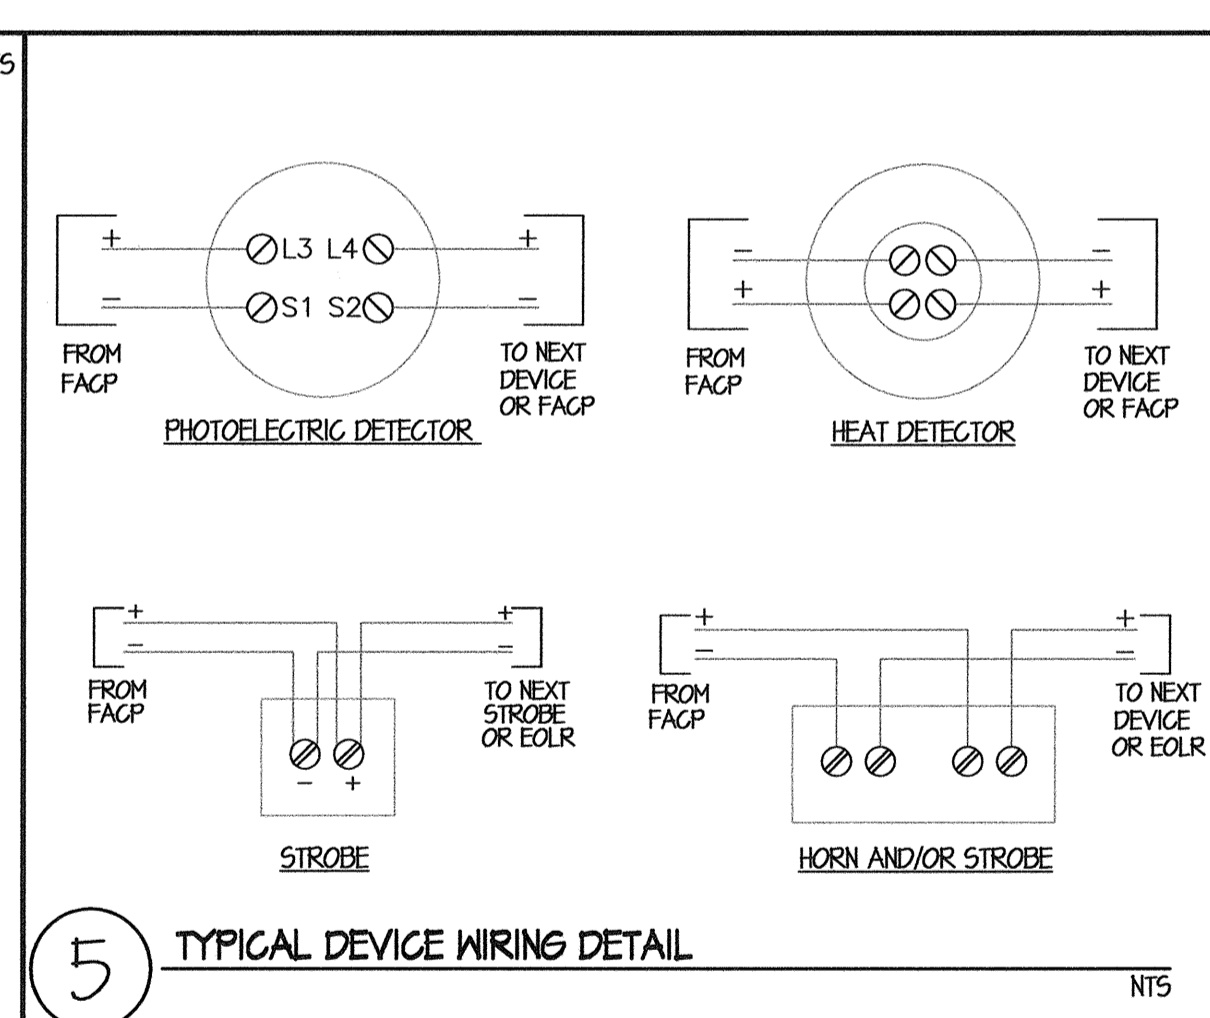 TS
+ L3 L4 +
− S1 S2 −
FROM
FACP
TO NEXT
DEVICE
OR FACP
PHOTOELECTRIC DETECTOR
− −
+ +
FROM
FACP
TO NEXT
DEVICE
OR FACP
HEAT DETECTOR
+ +
− −
FROM
FACP
TO NEXT
STROBE
OR EOLR
− +
STROBE
+ +
− −
FROM
FACP
TO NEXT
DEVICE
OR EOLR
HORN AND/OR STROBE
5
TYPICAL DEVICE WIRING DETAIL
NTS